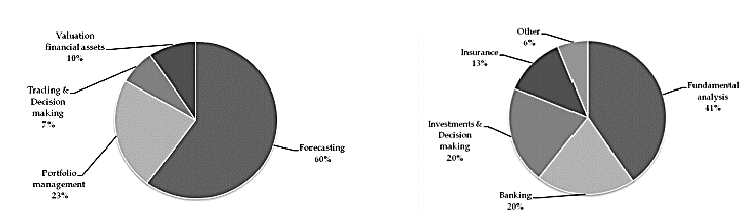 Valuation
financial assets
10%
Trading &
Decision
making
7%
Portfolio
management
23%
Forecasting
60%
Other
6%
Insurance
13%
Investments &
Decision
making
20%
Banking
20%
Fundamental
analysis
41%